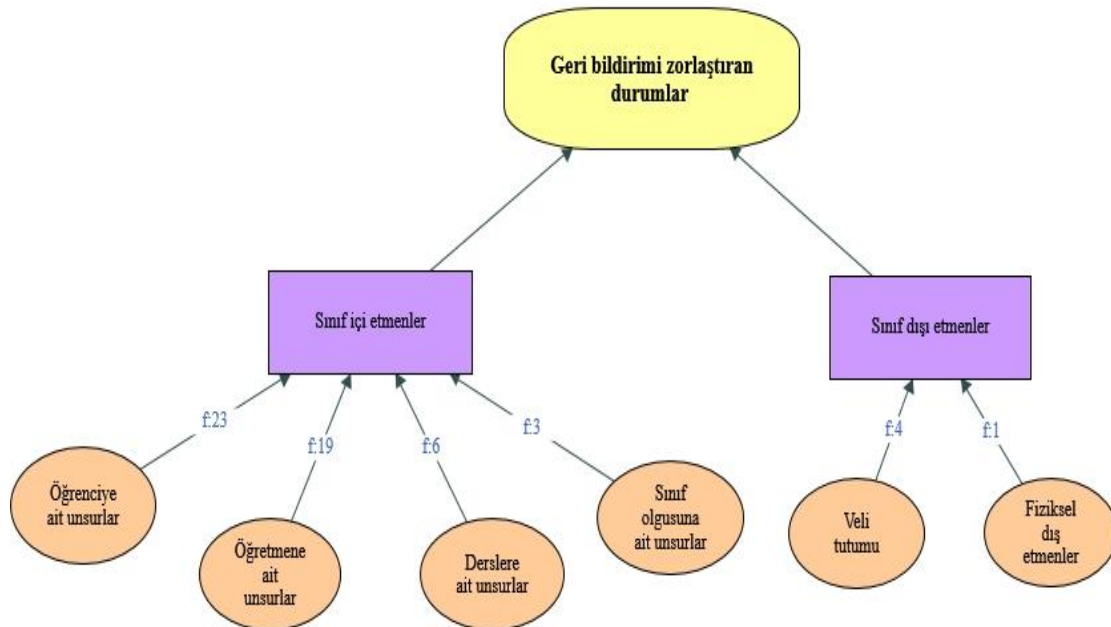 Geri bildirimi zorlaştıran
durumlar
Sınıf içi etmenler
Sınıf dışı etmenler
f:23
f:19
f:6
f:3
f:4
f:1
Öğrenciye
ait unsurlar
Öğretmene
ait
unsurlar
Derslere
ait unsurlar
Sınıf
olgusuna
ait unsurlar
Veli
tutumu
Fiziksel
dış
etmenler